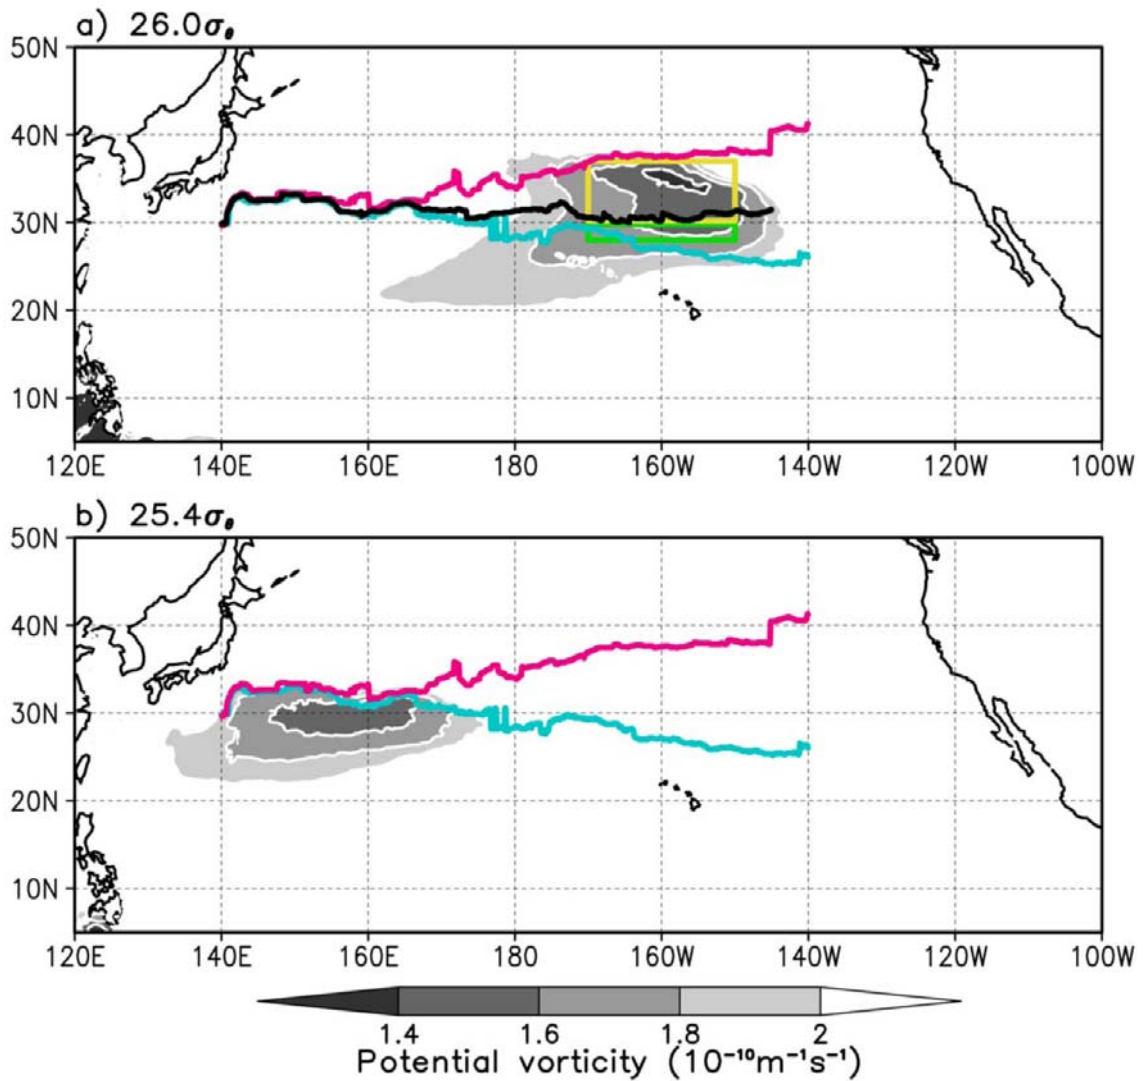 a) 26.0σθ
50N
40N
30N
20N
10N
120E 140E 160E 180 160W 140W 120W 100W
b) 25.4σθ
50N
40N
30N
20N
10N
120E 140E 160E 180 160W 140W 120W 100W
1.4 1.6 1.8 2
Potential vorticity (10⁻¹⁰m⁻¹s⁻¹)